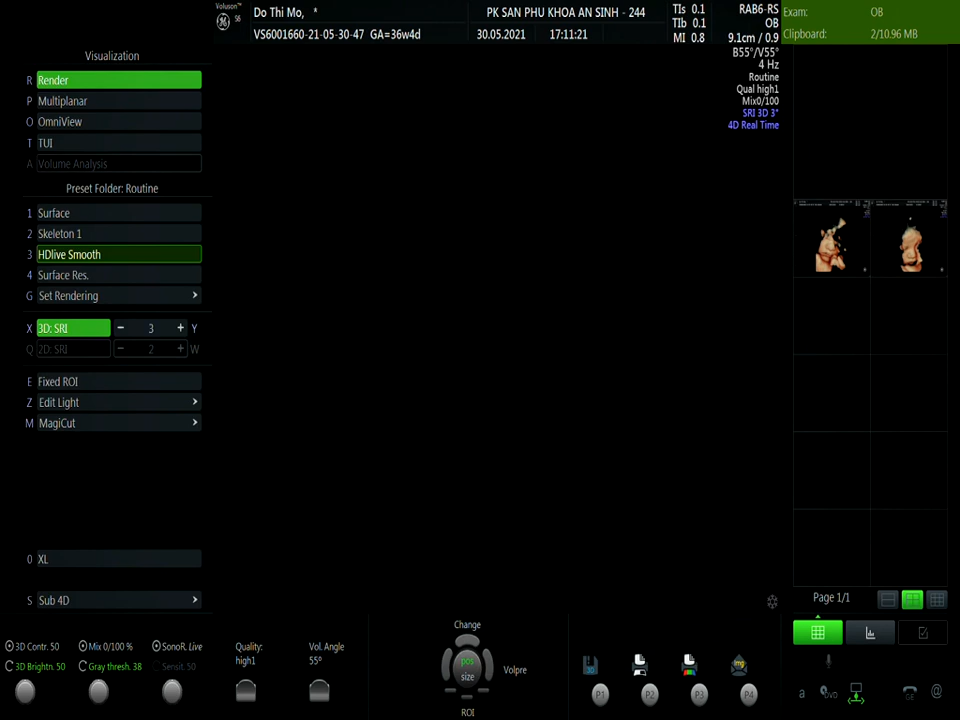 Voluson™
S6
Do Thi Mo, *
PK SAN PHU KHOA AN SINH - 244
VS6001660-21-05-30-47 GA=36w4d
30.05.2021 17:11:21
TIs 0.1
TIb 0.1
MI 0.8
RAB6-RS
OB
9.1cm / 0.9
B55°/V55°
4 Hz
Routine
Qual high1
Mix0/100
SRI 3D 3*
4D Real Time
Exam: OB
Clipboard: 2/10.96 MB
Visualization
R Render
P Multiplanar
O OmniView
T TUI
A Volume Analysis
Preset Folder: Routine
1 Surface
2 Skeleton 1
3 HDlive Smooth
4 Surface Res.
G Set Rendering >
X 3D: SRI − 3 + Y
Q 2D: SRI − 2 + W
E Fixed ROI
Z Edit Light >
M MagiCut >
0 XL
S Sub 4D >
3D Contr. 50
3D Brightn. 50
Mix 0/100 %
Gray thresh. 38
SonoR. Live
Sensit. 50
Quality:
high1
Vol. Angle
55°
Change
pos
size
Volpre
ROI
3D
img
P1
P2
P3
P4
Page 1/1
a
DVD
GE
@